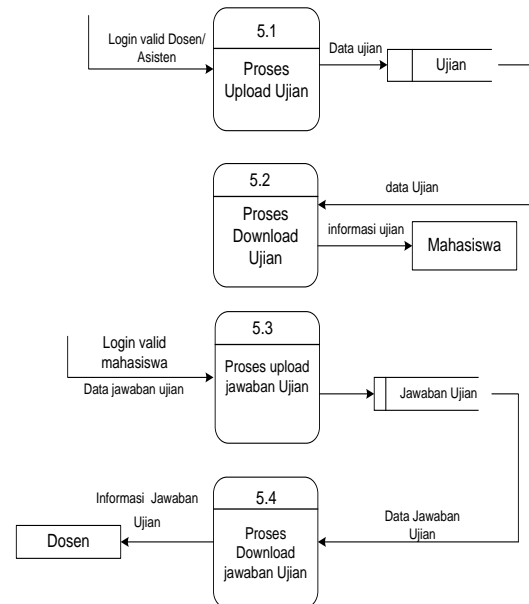 Login valid Dosen/
Asisten
5.1
Proses
Upload Ujian
Data ujian
Ujian
5.2
Proses
Download
Ujian
data Ujian
informasi ujian
Mahasiswa
Login valid
mahasiswa
Data jawaban ujian
5.3
Proses upload
jawaban Ujian
Jawaban Ujian
Informasi Jawaban
Ujian
Dosen
5.4
Proses
Download
jawaban Ujian
Data Jawaban
Ujian